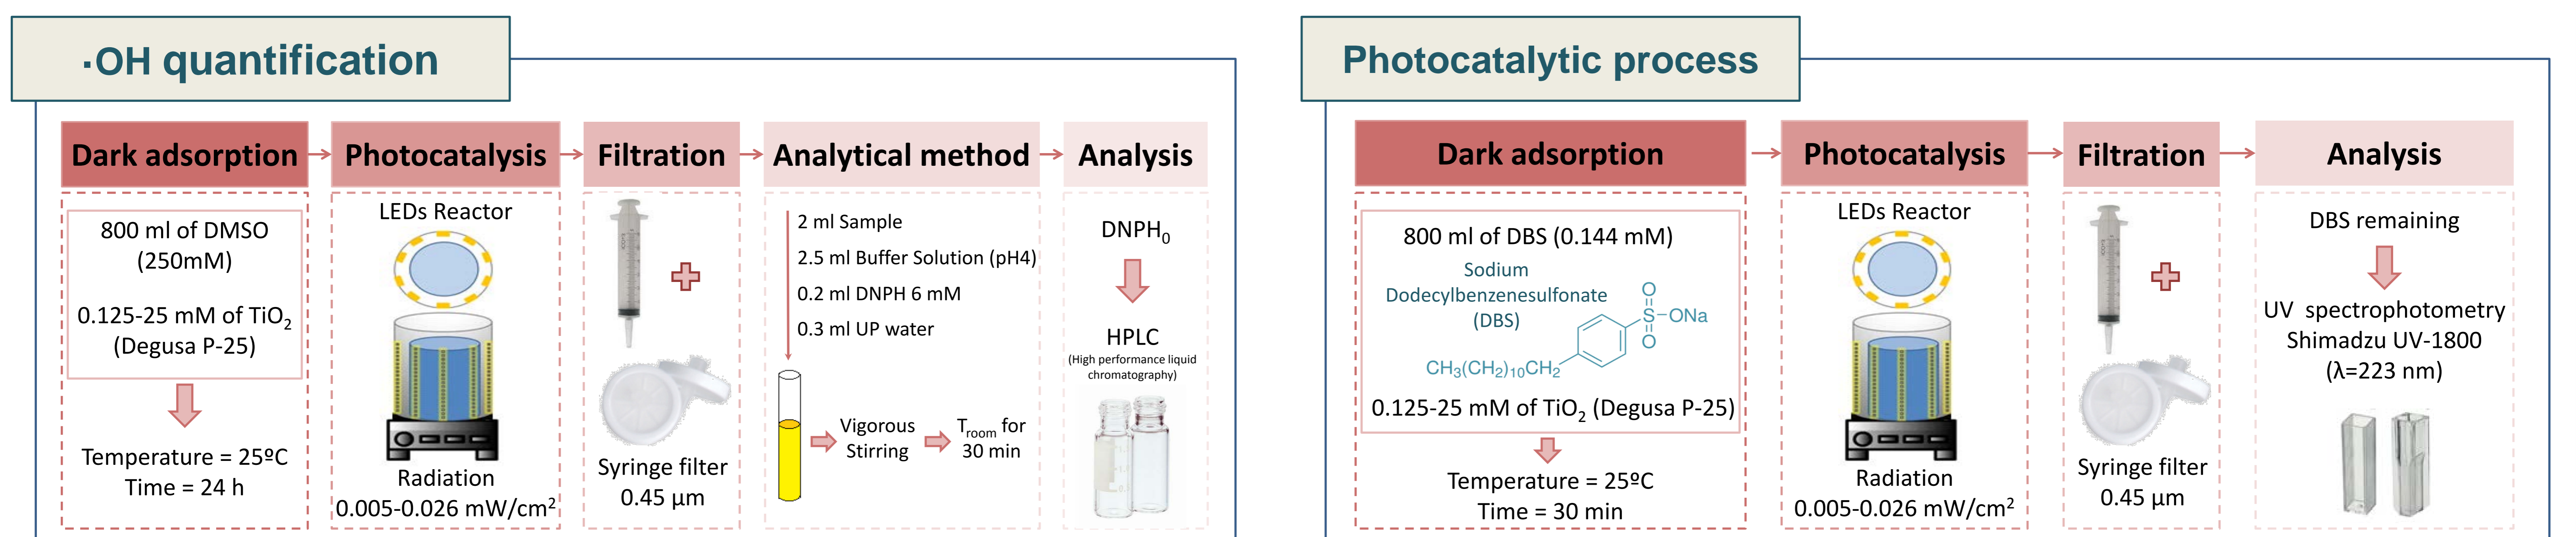 ·OH quantification
Dark adsorption
Photocatalysis
Filtration
Analytical method
Analysis
800 ml of DMSO
(250mM)
0.125-25 mM of TiO2
(Degusa P-25)
Temperature = 25ºC
Time = 24 h
LEDs Reactor
Radiation
0.005-0.026 mW/cm²
Syringe filter
0.45 µm
2 ml Sample
2.5 ml Buffer Solution (pH4)
0.2 ml DNPH 6 mM
0.3 ml UP water
Vigorous
Stirring
Troom for
30 min
DNPH0
HPLC
(High performance liquid
chromatography)
Photocatalytic process
Dark adsorption
Photocatalysis
Filtration
Analysis
800 ml of DBS (0.144 mM)
Sodium
Dodecylbenzenesulfonate
(DBS)
O
S–ONa
O
CH3(CH2)10CH2
0.125-25 mM of TiO2 (Degusa P-25)
Temperature = 25ºC
Time = 30 min
LEDs Reactor
Radiation
0.005-0.026 mW/cm²
Syringe filter
0.45 µm
DBS remaining
UV spectrophotometry
Shimadzu UV-1800
(λ=223 nm)